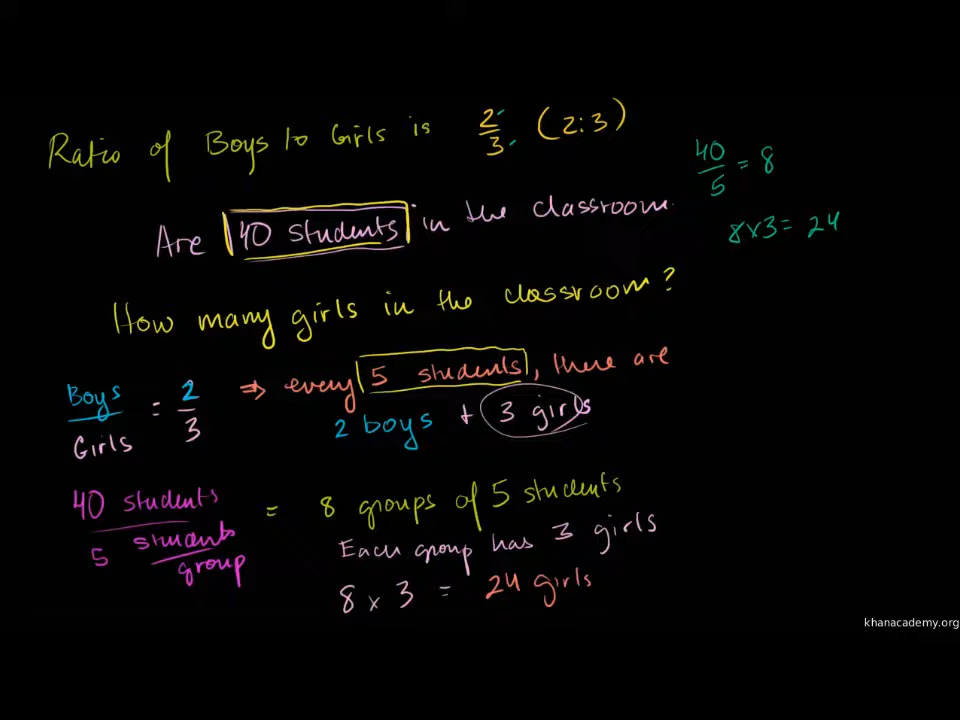 Ratio of Boys to Girls is 2/3 (2:3)
40/5 = 8
Are 40 students in the classroom.
8x3= 24
How many girls in the classroom?
Boys/Girls = 2/3 ⇒ every 5 students, there are
2 boys + 3 girls
40 students / 5 students/group = 8 groups of 5 students
Each group has 3 girls
8 x 3 = 24 girls
khanacademy.org